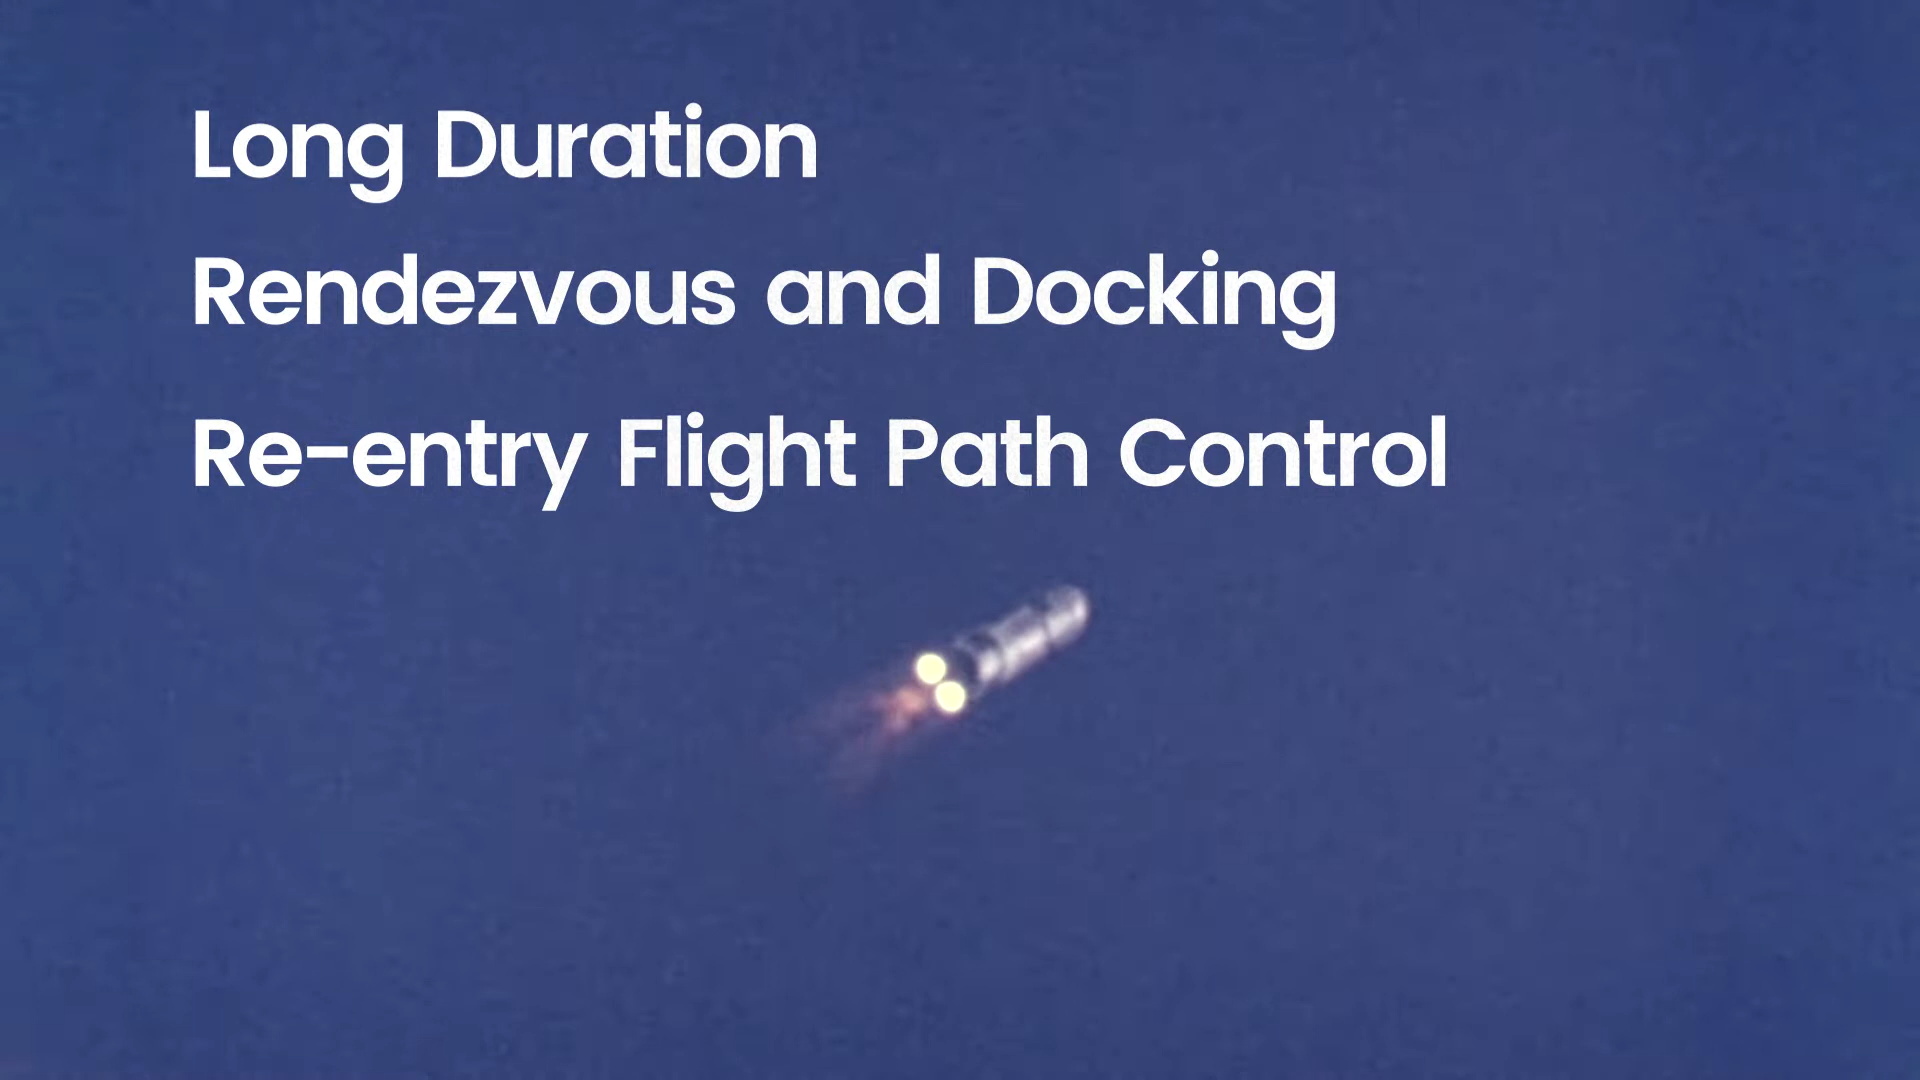 Long Duration
Rendezvous and Docking
Re-entry Flight Path Control